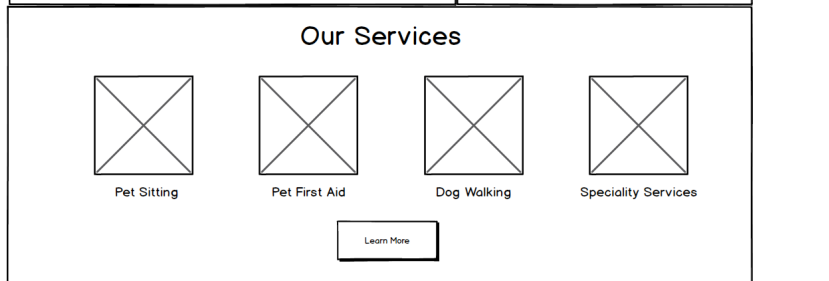 Our Services
Pet Sitting
Pet First Aid
Dog Walking
Speciality Services
Learn More